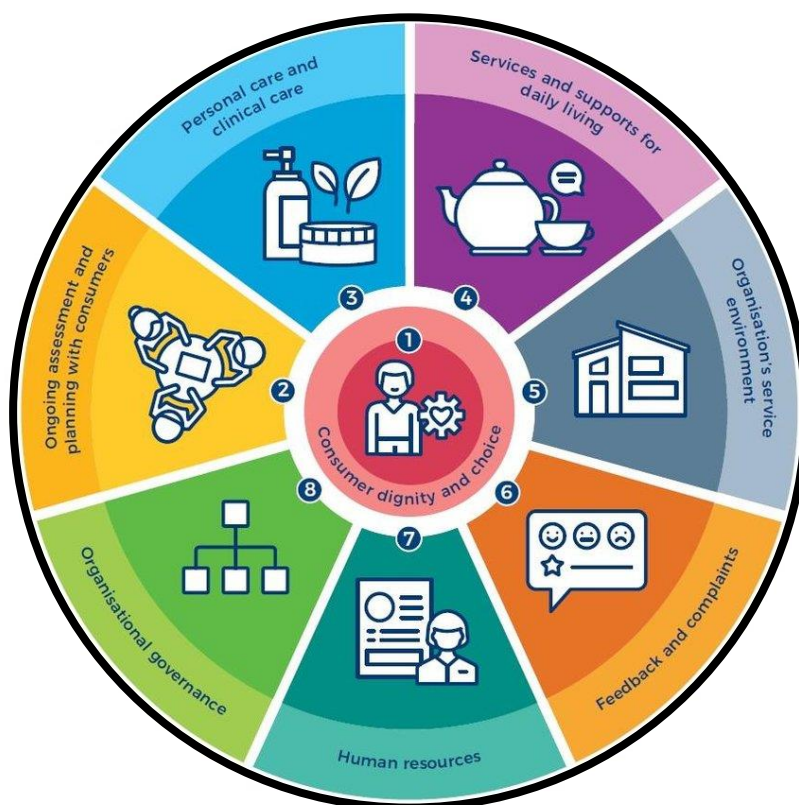 1
Consumer dignity and choice
2
Ongoing assessment and
planning with consumers
3
Personal care and
clinical care
4
Services and supports for
daily living
5
Organisation's service
environment
6
Feedback and complaints
7
Human resources
8
Organisational governance